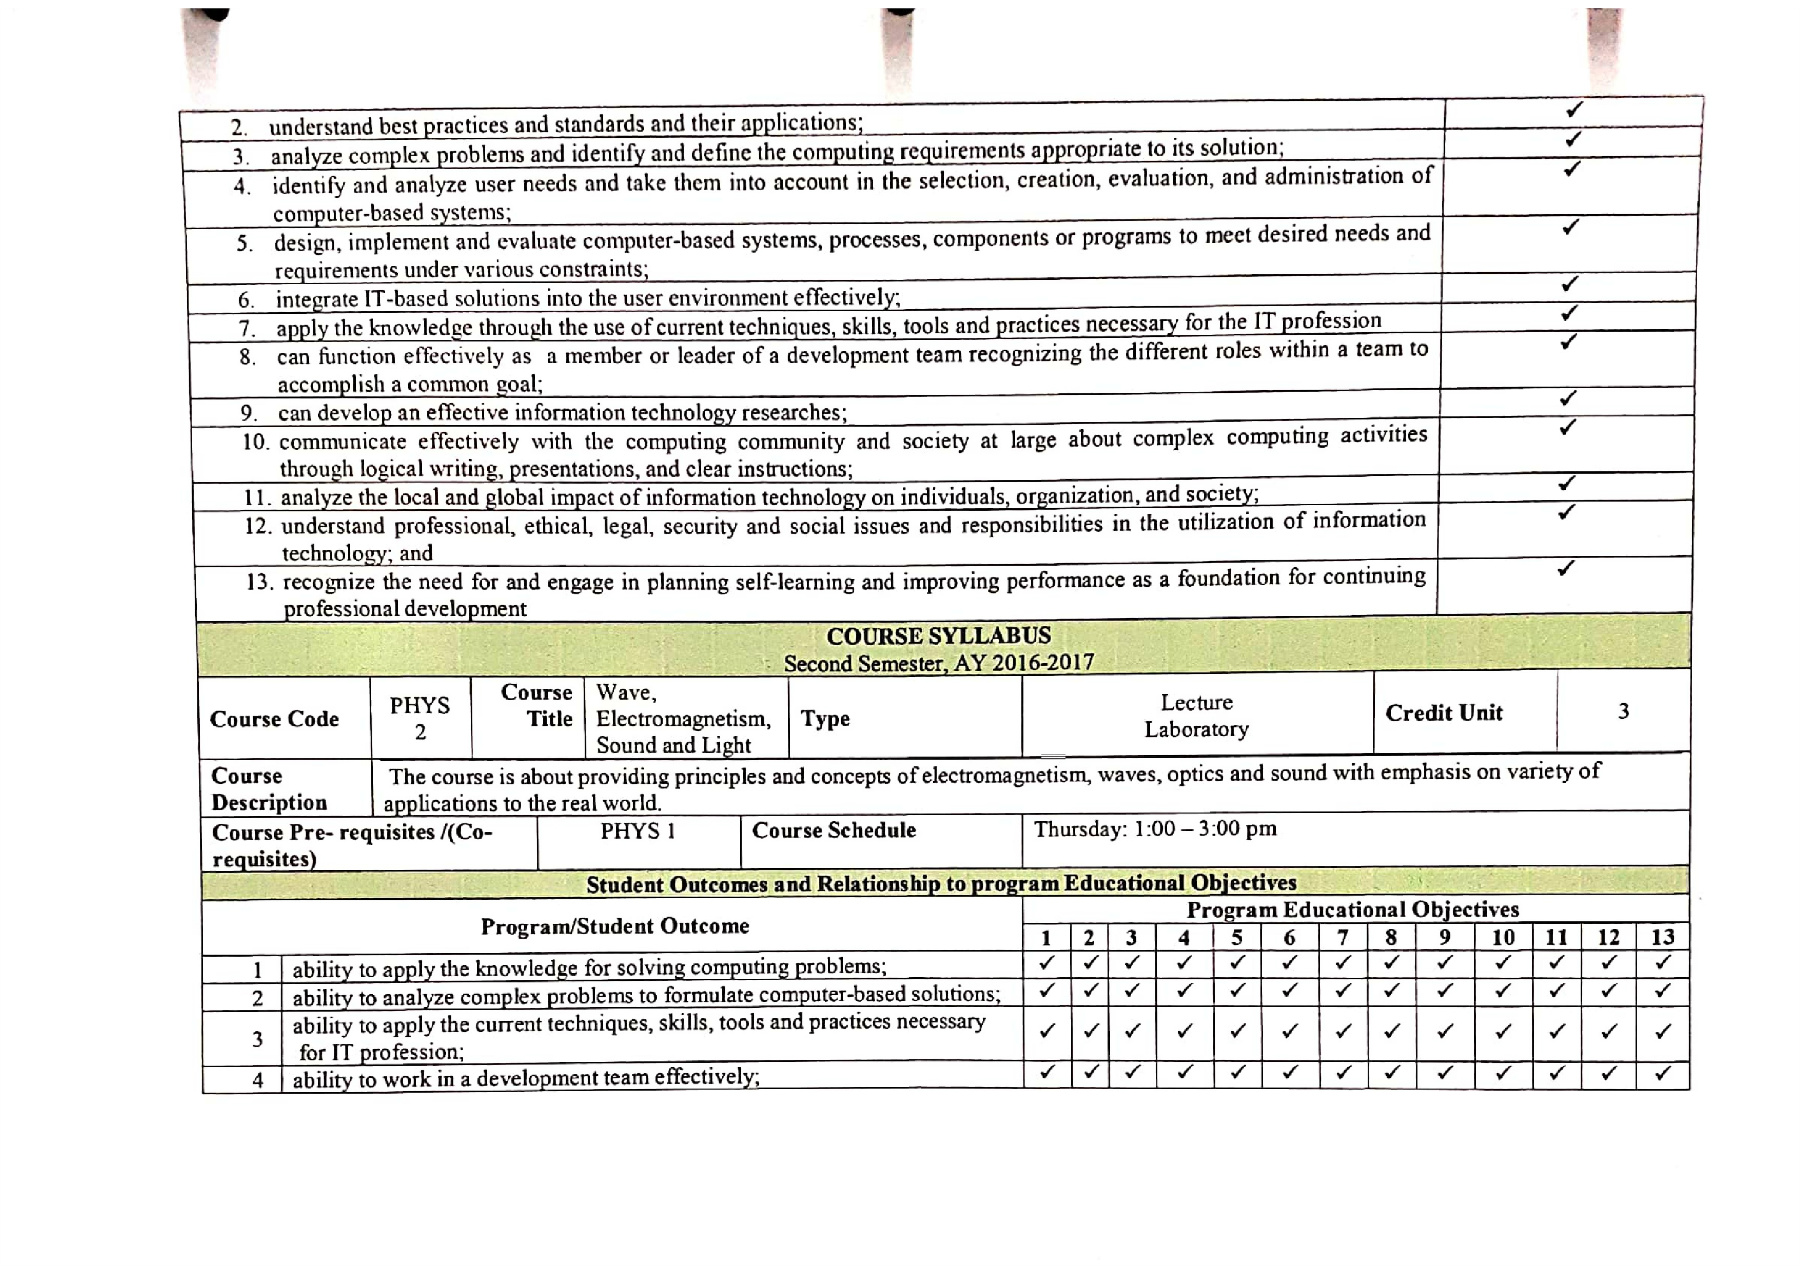 2. understand best practices and standards and their applications; ✓
3. analyze complex problems and identify and define the computing requirements appropriate to its solution; ✓
4. identify and analyze user needs and take them into account in the selection, creation, evaluation, and administration of ✓
computer-based systems;
5. design, implement and evaluate computer-based systems, processes, components or programs to meet desired needs and ✓
requirements under various constraints;
6. integrate IT-based solutions into the user environment effectively; ✓
7. apply the knowledge through the use of current techniques, skills, tools and practices necessary for the IT profession ✓
8. can function effectively as a member or leader of a development team recognizing the different roles within a team to ✓
accomplish a common goal;
9. can develop an effective information technology researches; ✓
10. communicate effectively with the computing community and society at large about complex computing activities ✓
through logical writing, presentations, and clear instructions;
11. analyze the local and global impact of information technology on individuals, organization, and society; ✓
12. understand professional, ethical, legal, security and social issues and responsibilities in the utilization of information ✓
technology; and
13. recognize the need for and engage in planning self-learning and improving performance as a foundation for continuing ✓
professional development
COURSE SYLLABUS
Second Semester, AY 2016-2017
Course Code
PHYS
2
Course
Title
Wave,
Electromagnetism,
Sound and Light
Type
Lecture
Laboratory
Credit Unit
3
Course
Description
The course is about providing principles and concepts of electromagnetism, waves, optics and sound with emphasis on variety of
applications to the real world.
Course Pre- requisites /(Co-
requisites)
PHYS 1
Course Schedule
Thursday: 1:00 – 3:00 pm
Student Outcomes and Relationship to program Educational Objectives
Program/Student Outcome
Program Educational Objectives
1 2 3 4 5 6 7 8 9 10 11 12 13
1 ability to apply the knowledge for solving computing problems; ✓ ✓ ✓ ✓ ✓ ✓ ✓ ✓ ✓ ✓ ✓ ✓ ✓
2 ability to analyze complex problems to formulate computer-based solutions; ✓ ✓ ✓ ✓ ✓ ✓ ✓ ✓ ✓ ✓ ✓ ✓ ✓
3 ability to apply the current techniques, skills, tools and practices necessary
for IT profession; ✓ ✓ ✓ ✓ ✓ ✓ ✓ ✓ ✓ ✓ ✓ ✓ ✓
4 ability to work in a development team effectively; ✓ ✓ ✓ ✓ ✓ ✓ ✓ ✓ ✓ ✓ ✓ ✓ ✓